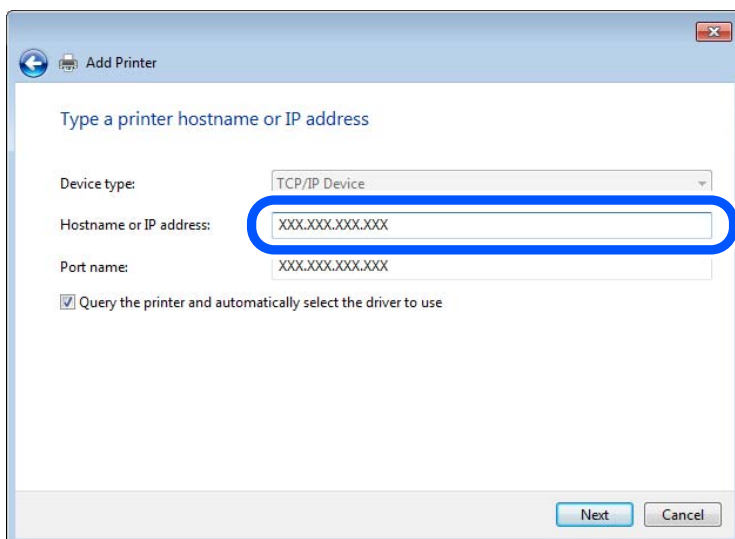 Add Printer
Type a printer hostname or IP address
Device type: TCP/IP Device
Hostname or IP address: XXX.XXX.XXX.XXX
Port name: XXX.XXX.XXX.XXX
Query the printer and automatically select the driver to use
Next Cancel